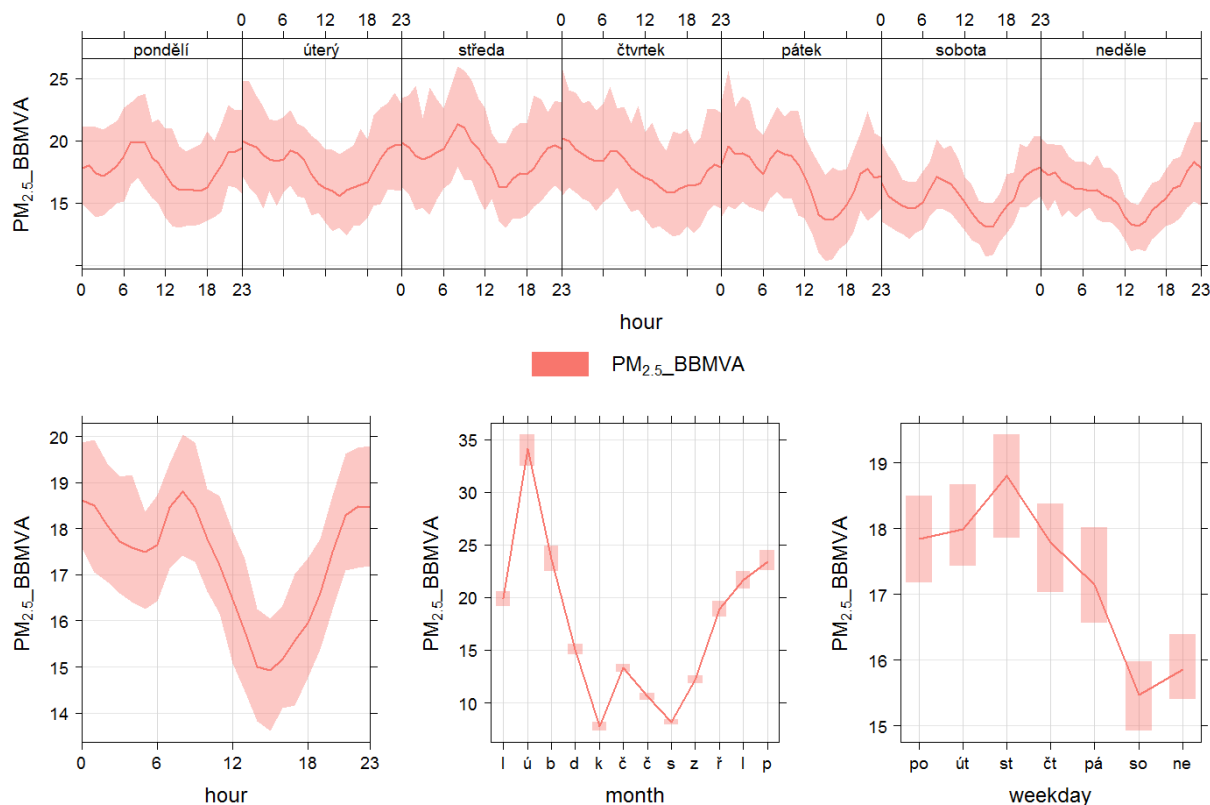 0 6 12 18 23 0 6 12 18 23 0 6 12 18 23
pondělí úterý středa čtvrtek pátek sobota neděle
25
20
15
PM2.5_BBMVA
0 6 12 18 23 0 6 12 18 23 0 6 12 18 23 0 6 12 18 23
hour
PM2.5_BBMVA
20
19
18
17
16
15
14
PM2.5_BBMVA
0 6 12 18 23
hour
35
30
25
20
15
10
PM2.5_BBMVA
l ú b d k č č s z ř l p
month
19
18
17
16
15
PM2.5_BBMVA
po út st čt pá so ne
weekday